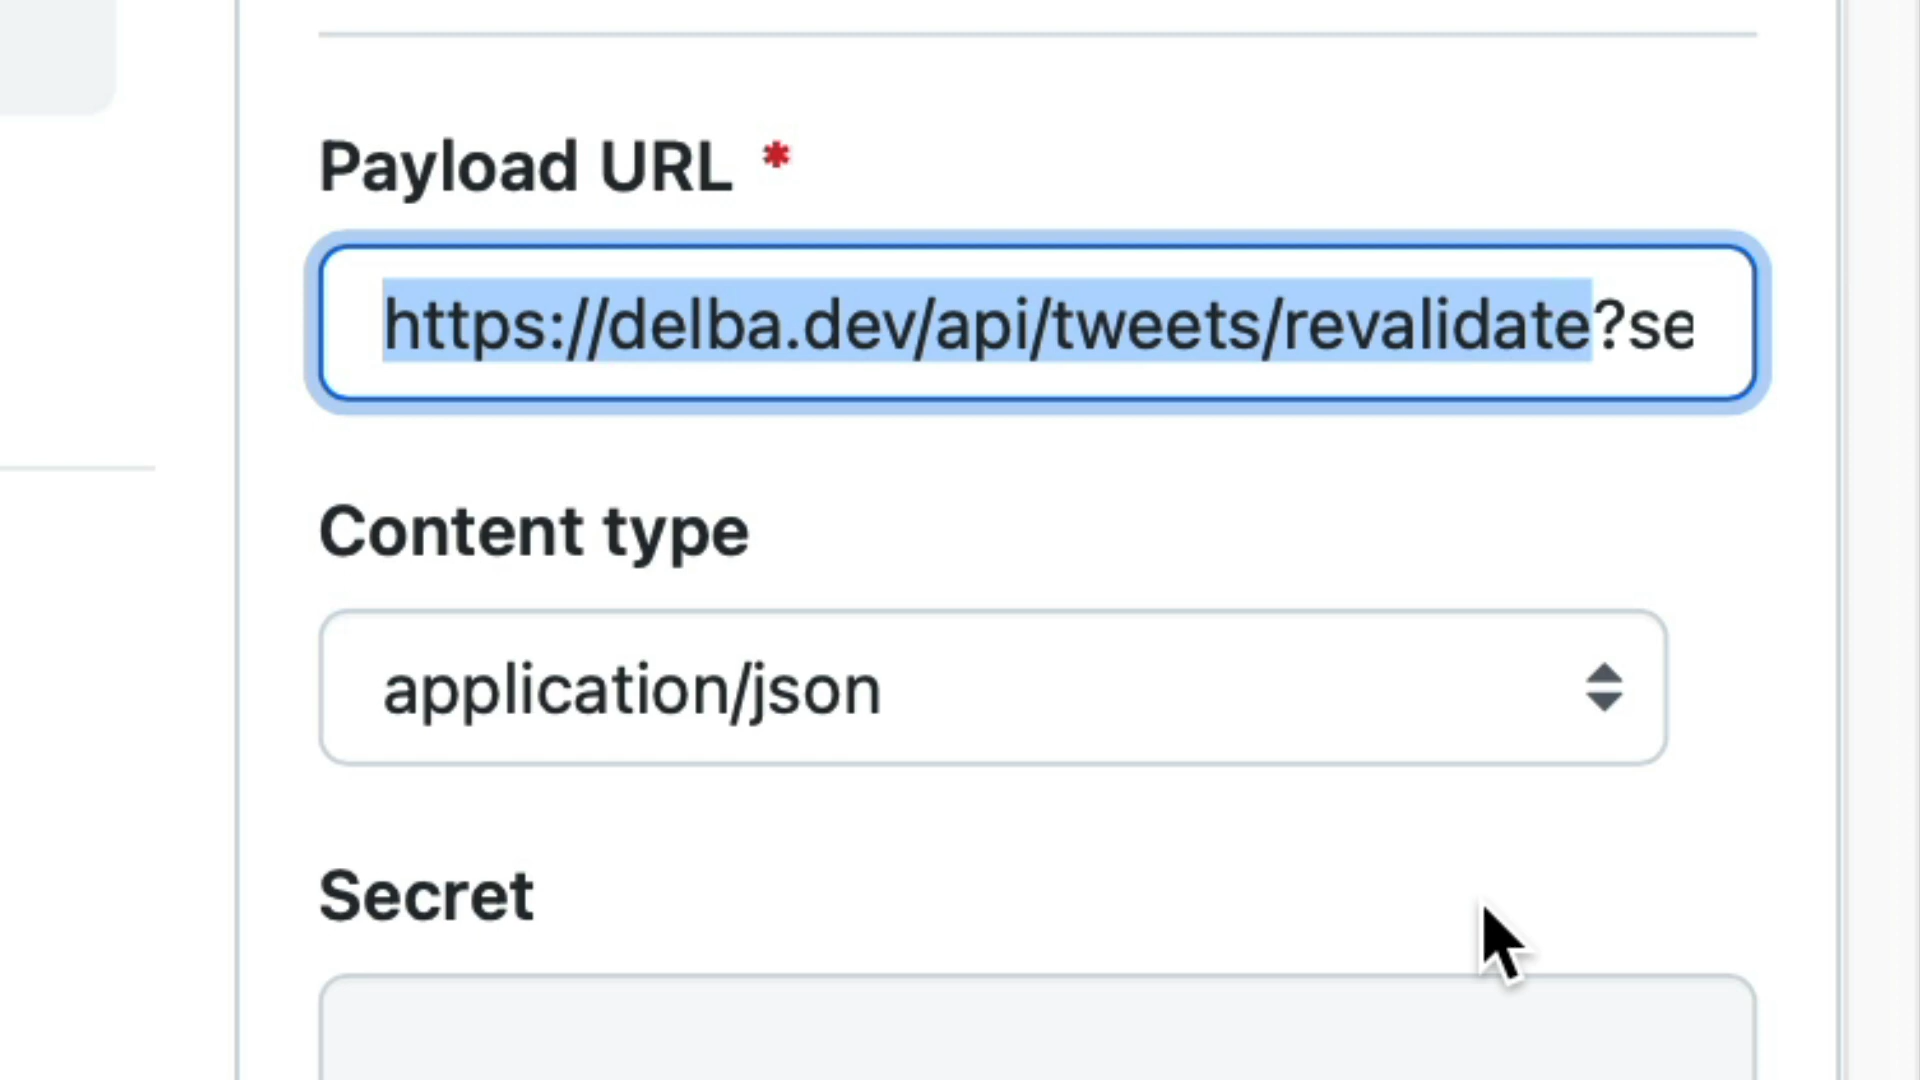 Payload URL *
https://delba.dev/api/tweets/revalidate?se
Content type
application/json
Secret